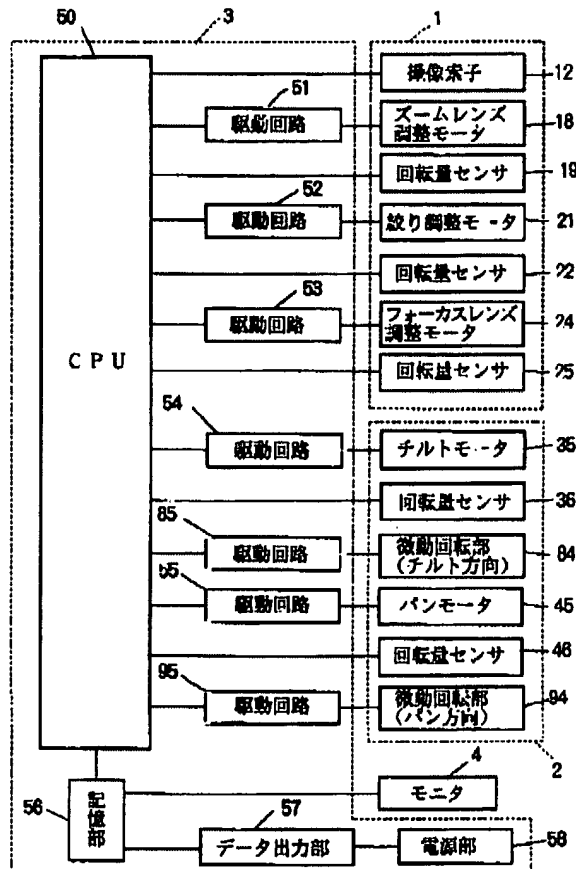 50
3
1
撮像素子
12
51
駆動回路
ズームレンズ
調整モータ
18
回転量センサ
19
52
駆動回路
絞り調整モータ
21
回転量センサ
22
53
駆動回路
フォーカスレンズ
調整モータ
24
CPU
回転量センサ
25
54
駆動回路
チルトモータ
35
回転量センサ
36
85
駆動回路
微動回転部
(チルト方向)
84
55
駆動回路
パンモータ
45
回転量センサ
46
95
駆動回路
微動回転部
(パン方向)
94
2
4
モニタ
56
記憶部
57
データ出力部
電源部
58